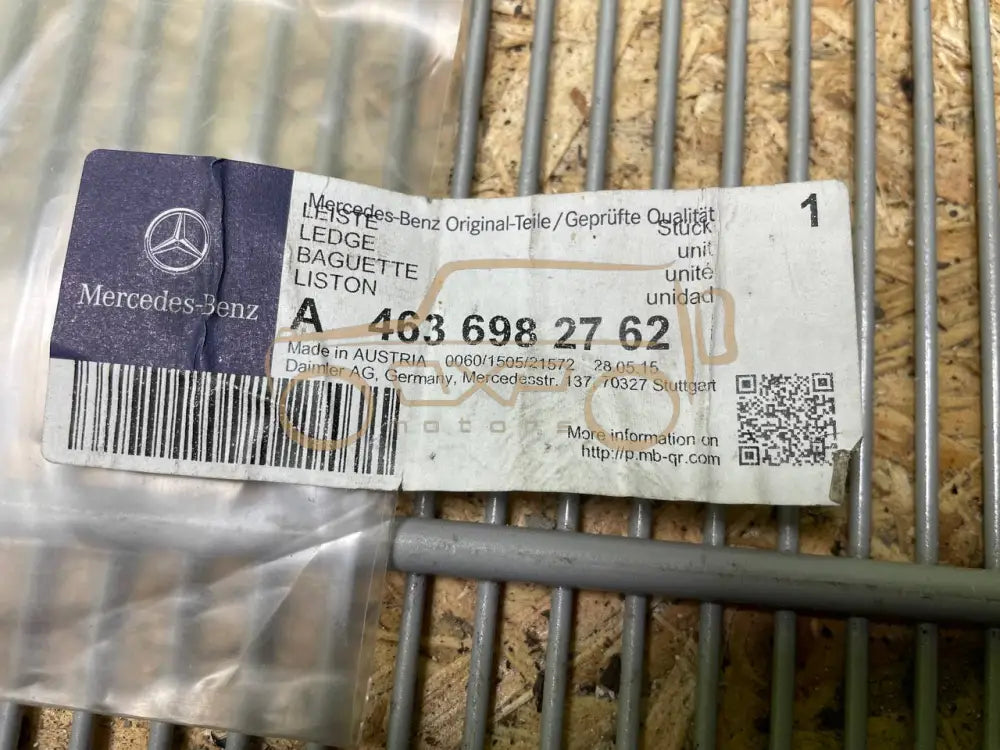 Mercedes-Benz
Mercedes-Benz Original-Teile/Geprüfte Qualität
1
LEISTE
Stück
LEDGE
unit
BAGUETTE
unité
LISTON
unidad
A 463 698 27 62
Made in AUSTRIA 0060/1505/21572 28.05.15
Daimler AG, Germany, Mercedesstr. 137, 70327 Stuttgart
motors
More information on
http://p.mb-qr.com